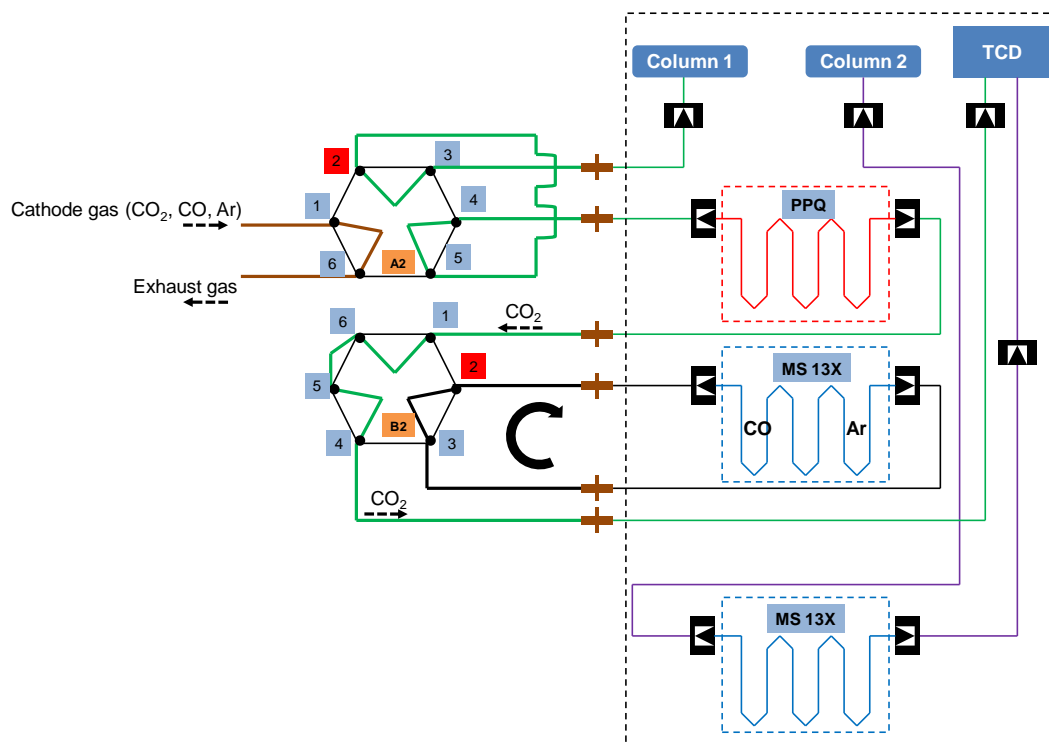 Column 1
Column 2
TCD
2
3
1
4
Cathode gas (CO₂, CO, Ar)
PPQ
6
A2
5
Exhaust gas
6
1
CO₂
2
MS 13X
5
B2
4
3
CO
Ar
CO₂
MS 13X